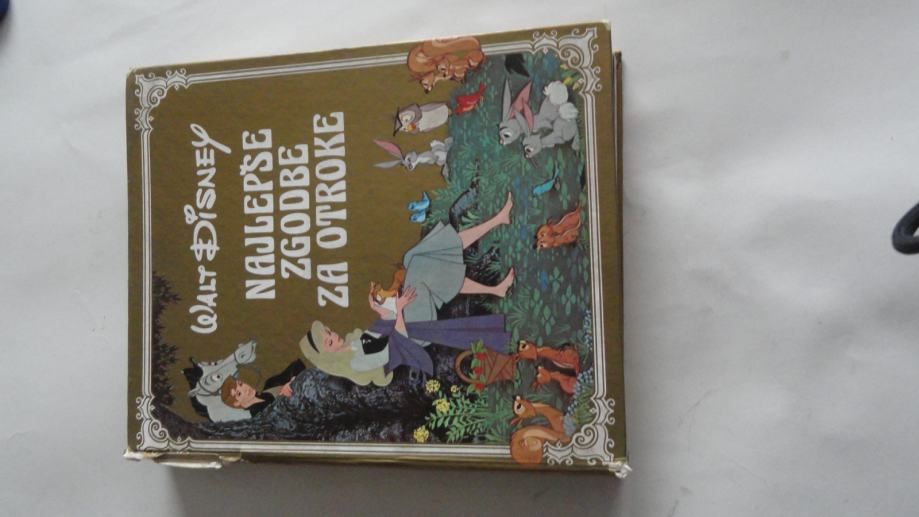 WALT DISNEY
NAJLEPŠE
ZGODBE
ZA OTROKE